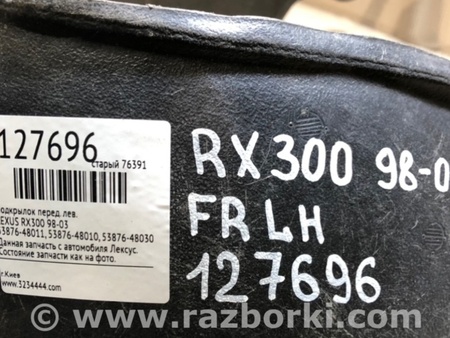 127696
старый 76391
одкрылок перед. лев.
EXUS RX300 98-03
53876-48011, 53876-48010, 53876-48030
Данная запчасть с автомобиля Лексус.
Состояние запчасти как на фото.
г.Киев
www.3234444.com
RX300 98-0
FR LH
127696
www.razborki.com